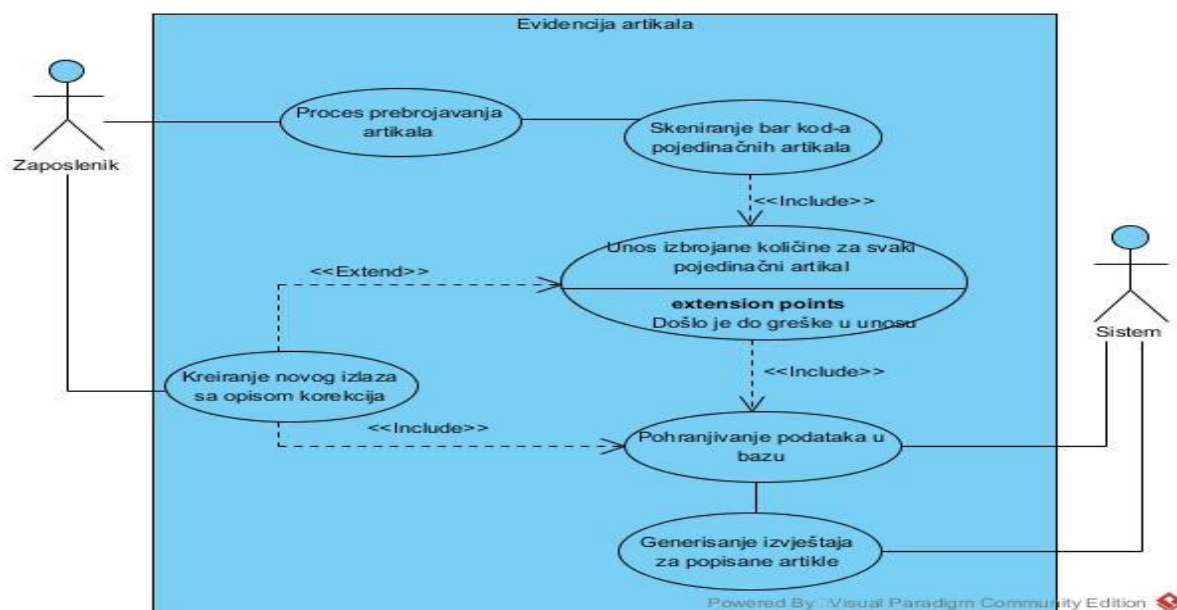 Evidencija artikala
Proces prebrojavanja
artikala
Skeniranje bar kod-a
pojedinačnih artikala
Zaposlenik
<<Include>>
Unos izbrojane količine za svaki
pojedinačni artikal
<<Extend>>
extension points
Došlo je do greške u unosu
Sistem
Kreiranje novog izlaza
sa opisom korekcija
<<Include>>
<<Include>>
Pohranjivanje podataka u
bazu
Generisanje izvještaja
za popisane artikle
Powered By Visual Paradigm Community Edition